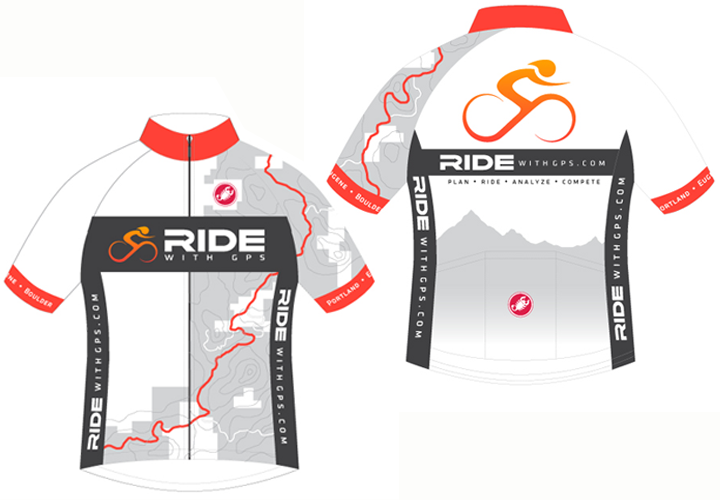 RIDE
WITH GPS
RIDE WITHGPS.COM
RIDE WITHGPS.COM
• BOULDER
PORTLAND •
RIDE WITHGPS.COM
PLAN • RIDE • ANALYZE • COMPETE
RIDE WITHGPS.COM
RIDE WITHGPS.COM
• BOULDER